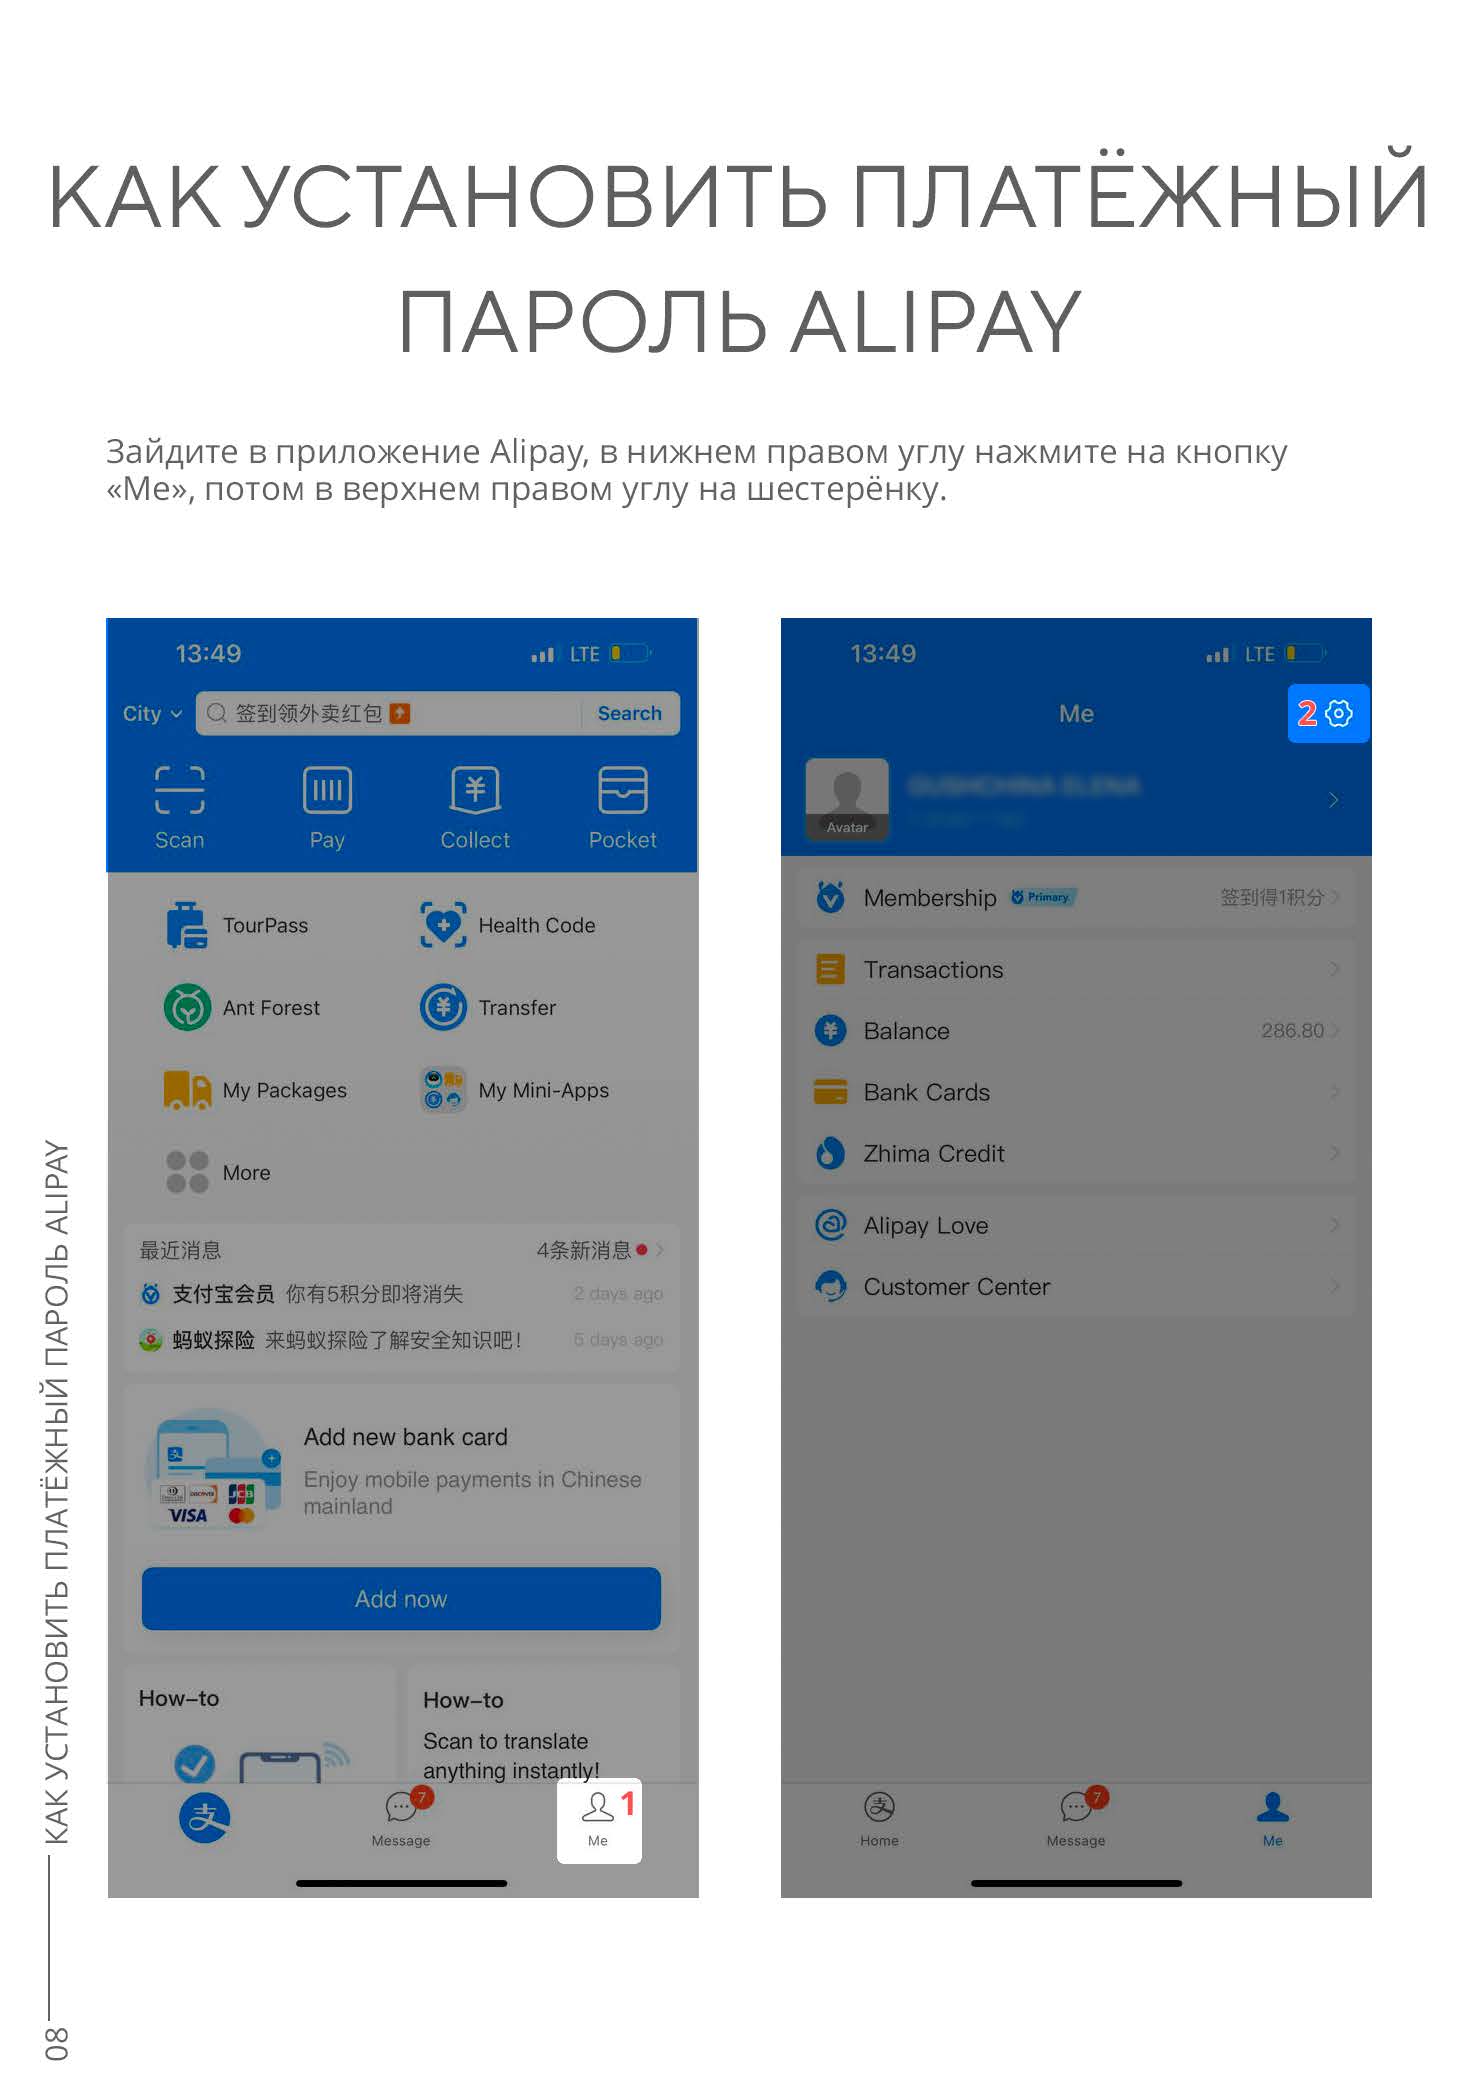 КАК УСТАНОВИТЬ ПЛАТЁЖНЫЙ
ПАРОЛЬ ALIPAY
Зайдите в приложение Alipay, в нижнем правом углу нажмите на кнопку
«Me», потом в верхнем правом углу на шестерёнку.
13:49
LTE
City
签到领外卖红包
Search
Scan
Pay
Collect
Pocket
TourPass
Health Code
Ant Forest
Transfer
My Packages
My Mini-Apps
More
最近消息
4条新消息
支付宝会员 你有5积分即将消失
2 days ago
蚂蚁探险 来蚂蚁探险了解安全知识吧!
5 days ago
Add new bank card
Enjoy mobile payments in Chinese
mainland
DISCOVER
JCB
VISA
Add now
How-to
How-to
Scan to translate
anything instantly!
支
7
Message
1
Me
13:49
LTE
Me
2
Avatar
Membership
Primary
签到得1积分
Transactions
Balance
286.80
Bank Cards
Zhima Credit
Alipay Love
Customer Center
支
Home
7
Message
Me
КАК УСТАНОВИТЬ ПЛАТЁЖНЫЙ ПАРОЛЬ ALIPAY
08